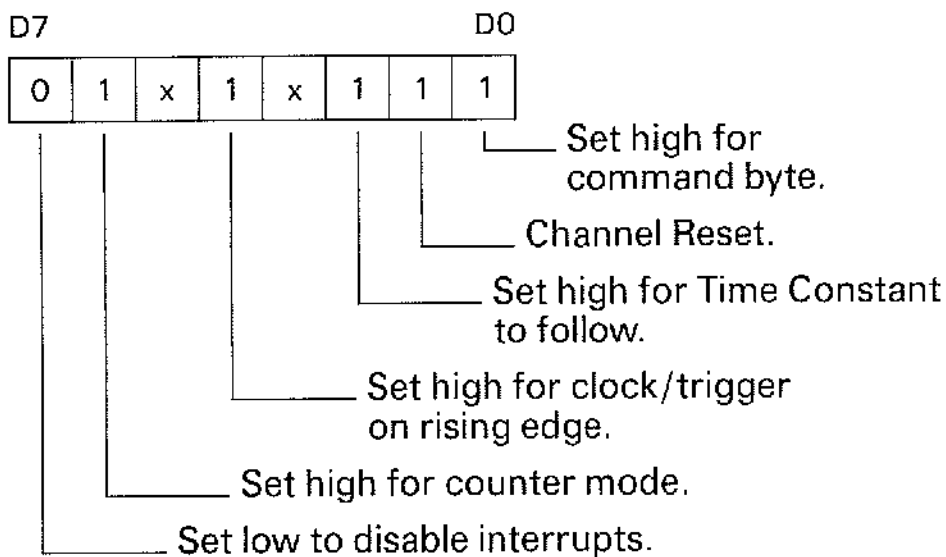 D7 D0
0 1 x 1 x 1 1 1
Set high for
command byte.
Channel Reset.
Set high for Time Constant
to follow.
Set high for clock/trigger
on rising edge.
Set high for counter mode.
Set low to disable interrupts.